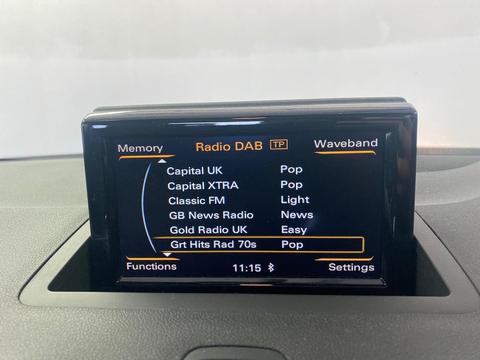 Memory Radio DAB TP Waveband
Capital UK Pop
Capital XTRA Pop
Classic FM Light
GB News Radio News
Gold Radio UK Easy
Grt Hits Rad 70s Pop
Functions 11:15 Settings